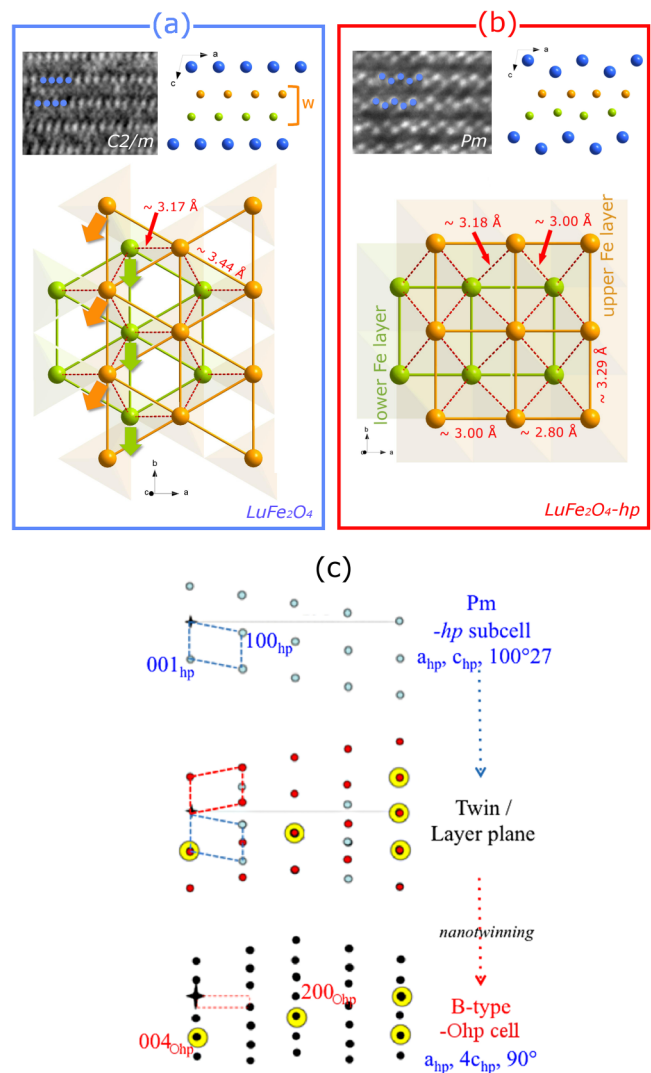 (a)
(b)
a
c
C2/m
W
a
c
Pm
~ 3.17 Å
~ 3.44 Å
b
c
a
LuFe₂O₄
~ 3.18 Å
~ 3.00 Å
upper Fe layer
lower Fe layer
~ 3.29 Å
~ 3.00 Å
~ 2.80 Å
b
c
a
LuFe₂O₄-hp
(c)
Pm
-hp subcell
aₕₚ, cₕₚ, 100°27
100ₕₚ
001ₕₚ
Twin /
Layer plane
nanotwinning
200Ohp
004Ohp
B-type
-Ohp cell
aₕₚ, 4cₕₚ, 90°